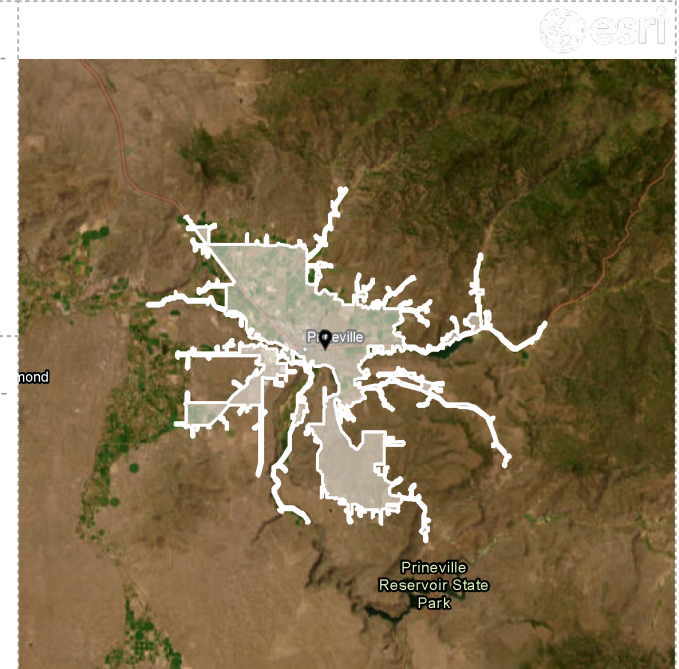 esri
Prineville
mond
Prineville
Reservoir State
Park